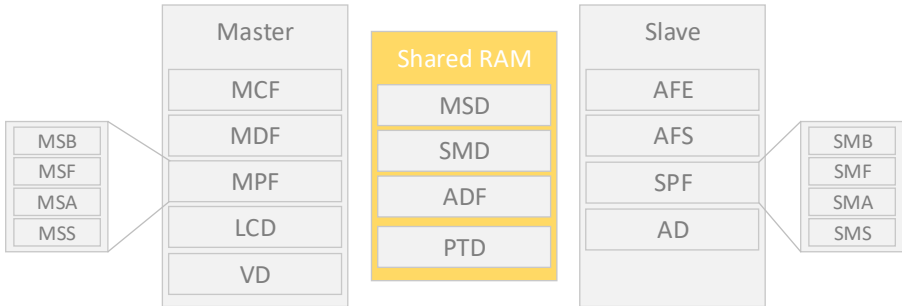 Master
MCF
MDF
MPF
LCD
VD
MSB
MSF
MSA
MSS
Shared RAM
MSD
SMD
ADF
PTD
Slave
AFE
AFS
SPF
AD
SMB
SMF
SMA
SMS